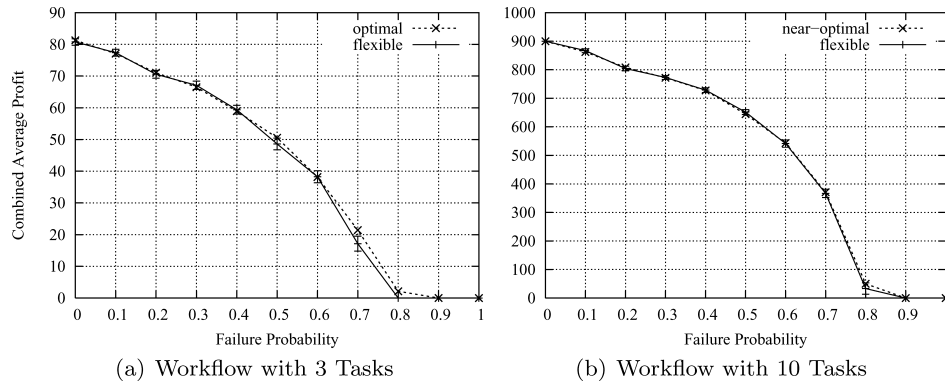 Combined Average Profit
90
80
70
60
50
40
30
20
10
0
optimal
flexible
0 0.1 0.2 0.3 0.4 0.5 0.6 0.7 0.8 0.9 1
Failure Probability
(a) Workflow with 3 Tasks
1000
900
800
700
600
500
400
300
200
100
0
near-optimal
flexible
0 0.1 0.2 0.3 0.4 0.5 0.6 0.7 0.8 0.9
Failure Probability
(b) Workflow with 10 Tasks